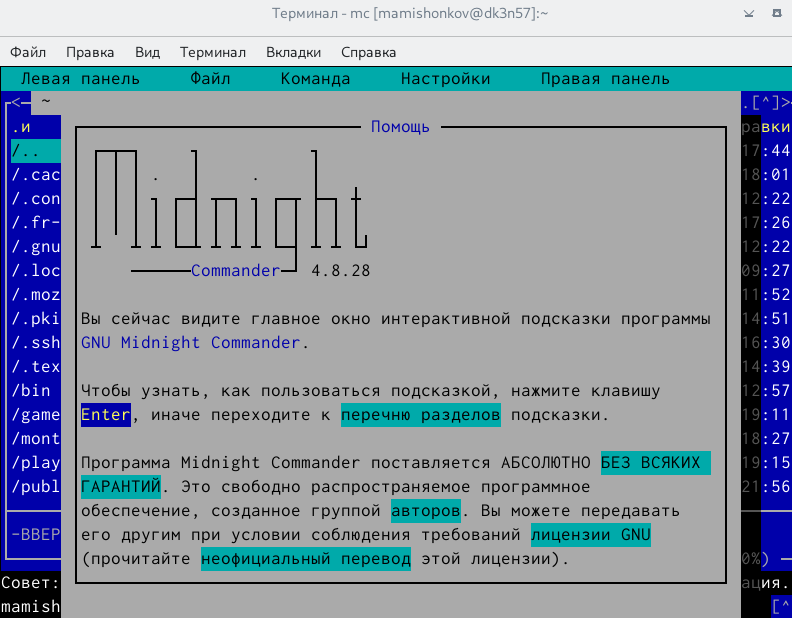 Терминал - mc [mamishonkov@dk3n57]:~
Файл Правка Вид Терминал Вкладки Справка
Левая панель Файл Команда Настройки Правая панель
<─ ~ .[^]>
.и Помощь равки
/.. 17:44
/.cac 18:01
/.con 12:22
/.fr- 17:26
/.gnu 12:22
Midnight
/.loc Commander 4.8.28 09:27
/.moz 11:52
/.pki Вы сейчас видите главное окно интерактивной подсказки программы 14:51
/.ssh GNU Midnight Commander. 16:30
/.tex 14:39
/bin Чтобы узнать, как пользоваться подсказкой, нажмите клавишу 12:57
/game Enter, иначе переходите к перечню разделов подсказки. 19:11
/mont 18:27
/play Программа Midnight Commander поставляется АБСОЛЮТНО БЕЗ ВСЯКИХ 19:15
/publ ГАРАНТИЙ. Это свободно распространяемое программное 21:56
обеспечение, созданное группой авторов. Вы можете передавать
-ВВЕР его другим при условии соблюдения требований лицензии GNU
(прочитайте неофициальный перевод этой лицензии). 0%)
Совет: ация.
mamish [^